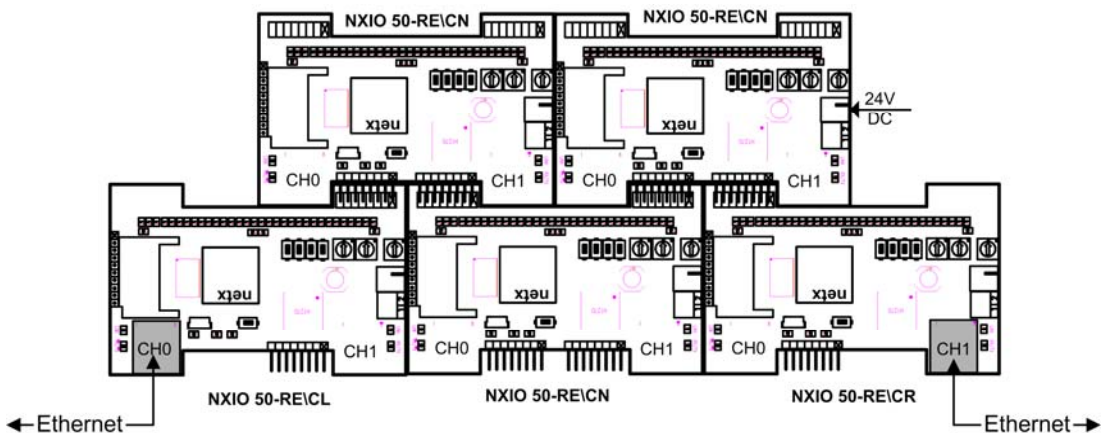 NXIO 50-RE\CN
NXIO 50-RE\CN
netx
netx
24V
DC
CH0
CH1
CH0
CH1
netx
netx
netx
CH0
CH1
CH0
CH1
CH0
CH1
NXIO 50-RE\CL
NXIO 50-RE\CN
NXIO 50-RE\CR
Ethernet
Ethernet